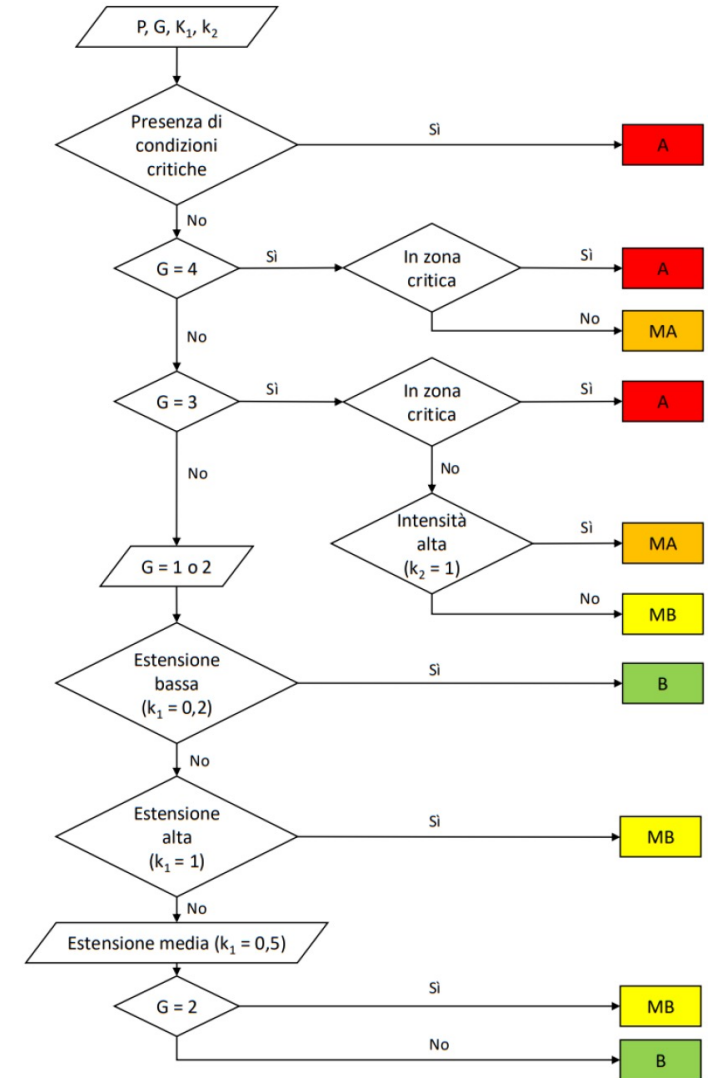 P, G, K₁, k₂
Presenza di
condizioni
critiche
Sì
A
No
G = 4
Sì
In zona
critica
Sì
A
No
MA
No
G = 3
Sì
In zona
critica
Sì
A
No
Intensità
alta
(k₂ = 1)
Sì
MA
No
MB
No
G = 1 o 2
Estensione
bassa
(k₁ = 0,2)
Sì
B
No
Estensione
alta
(k₁ = 1)
Sì
MB
No
Estensione media (k₁ = 0,5)
G = 2
Sì
MB
No
B